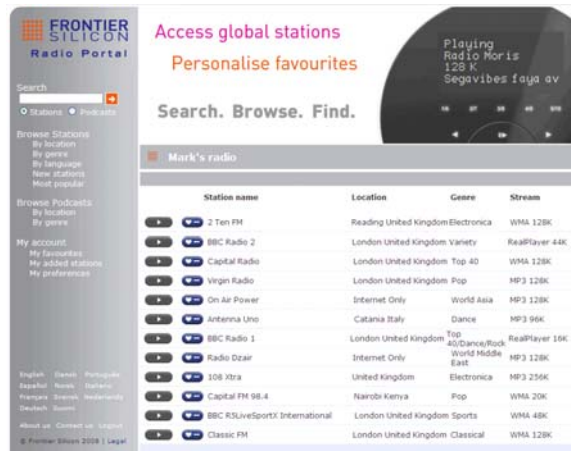 FRONTIER
SILICON
Radio Portal
Search
Stations Podcasts
Browse Stations
By location
By genre
By language
New stations
Most popular
Browse Podcasts
By location
By genre
My account
My favourites
My added stations
My preferences
English Dansk Português
Español Norsk Italiano
Français Svensk Nederlands
Deutsch Suomi
About us Contact us Logout
© Frontier Silicon 2008 | Legal
Access global stations
Personalise favourites
Search. Browse. Find.
Playing
Radio Moris
128 K
Segavibes faya av
Mark's radio
Station name Location Genre Stream
2 Ten FM Reading United Kingdom Electronica WMA 128K
BBC Radio 2 London United Kingdom Variety RealPlayer 44K
Capital Radio London United Kingdom Top 40 WMA 128K
Virgin Radio London United Kingdom Pop MP3 128K
On Air Power Internet Only World Asia MP3 128K
Antenna Uno Catania Italy Dance MP3 96K
BBC Radio 1 London United Kingdom Top 40/Dance/Rock RealPlayer 16K
Radio Dzair Internet Only World Middle East MP3 128K
108 Xtra United Kingdom Electronica MP3 256K
Capital FM 98.4 Nairobi Kenya Pop WMA 20K
BBC R5LiveSportX International London United Kingdom Sports WMA 48K
Classic FM London United Kingdom Classical WMA 128K